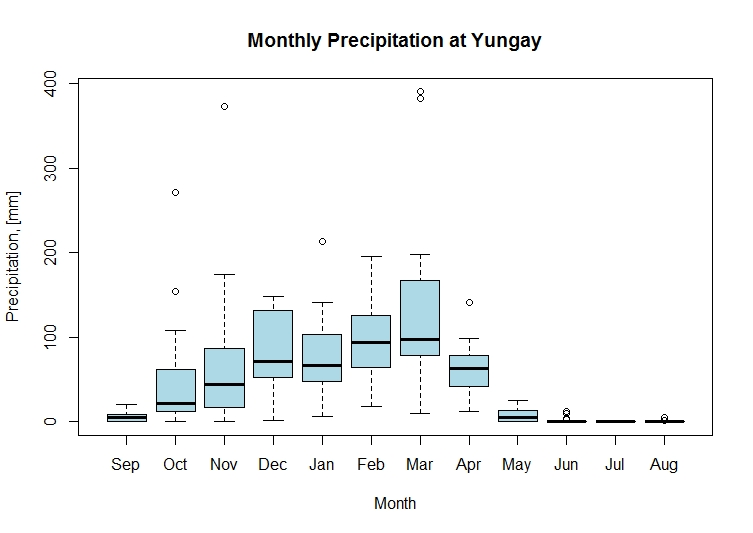 Monthly Precipitation at Yungay
Precipitation, [mm]
400
300
200
100
0
Sep Oct Nov Dec Jan Feb Mar Apr May Jun Jul Aug
Month